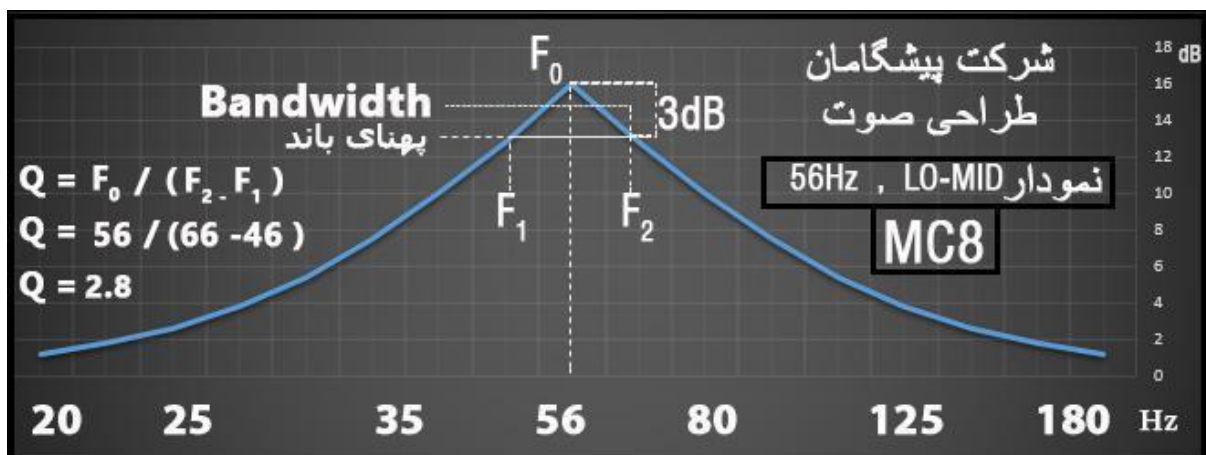 F0
Bandwidth
پهنای باند
3dB
F1
F2
Q = F0 / ( F2 - F1 )
Q = 56 / (66 -46 )
Q = 2.8
شرکت پیشگامان
طراحی صوت
نمودار 56Hz , LO-MID
MC8
18 dB
16
14
12
10
8
6
4
2
0
20 25 35 56 80 125 180 Hz